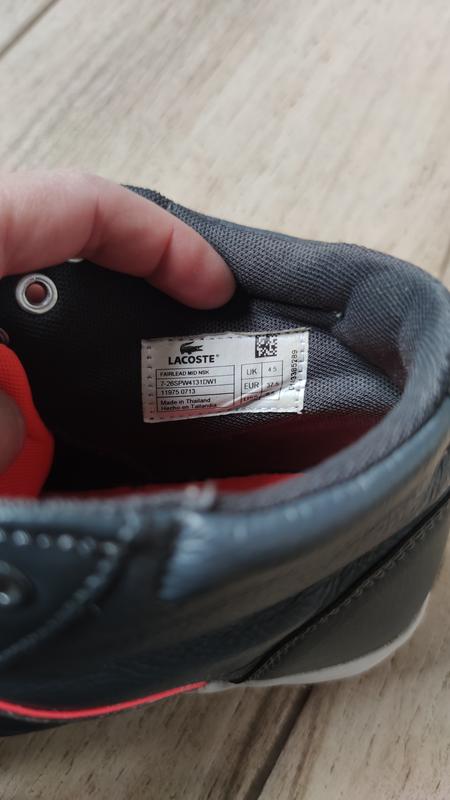 LACOSTE
FAIRLEAD MID NSK
7-26SPW4131DW1
11975 0713
Made in Thailand
Hecho en Tailandia
UK 4.5
EUR 37.5